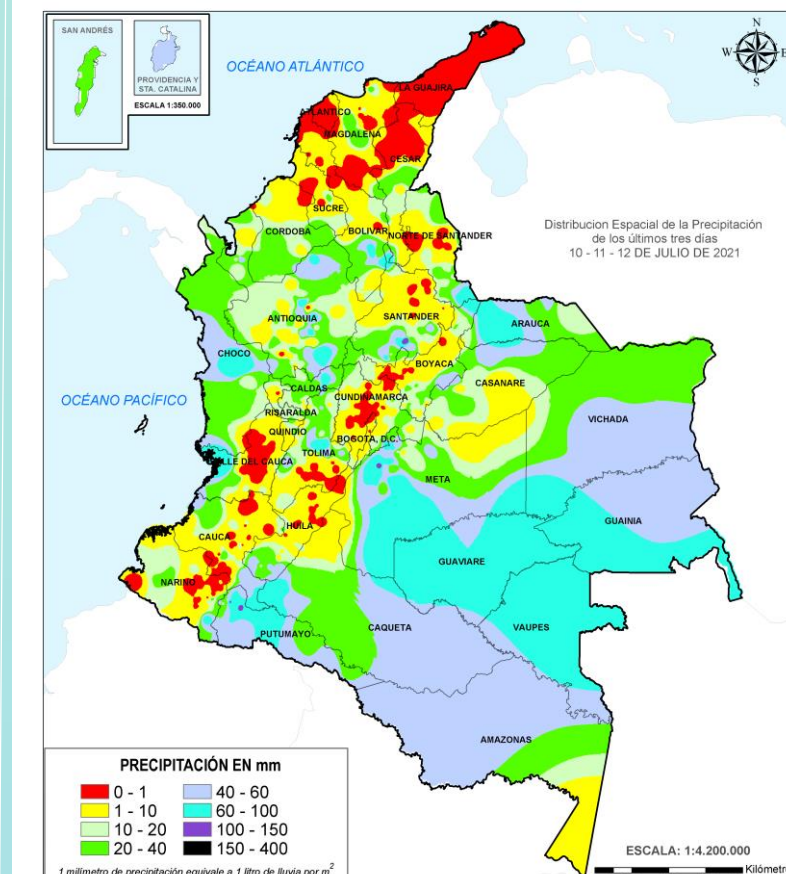 SAN ANDRÉS
PROVIDENCIA Y
STA. CATALINA
ESCALA 1:350.000
OCÉANO ATLÁNTICO
N
W
E
S
LA GUAJIRA
ATLANTICO
MAGDALENA
CESAR
SUCRE
CORDOBA
BOLIVAR
NORTE DE SANTANDER
Distribucion Espacial de la Precipitación
de los últimos tres días
10 - 11 - 12 DE JULIO DE 2021
ANTIOQUIA
SANTANDER
ARAUCA
CHOCO
BOYACA
OCÉANO PACÍFICO
CALDAS
CUNDINAMARCA
CASANARE
RISARALDA
VICHADA
QUINDIO
BOGOTA, D.C.
TOLIMA
VALLE DEL CAUCA
META
GUAINIA
CAUCA
HUILA
GUAVIARE
NARIÑO
PUTUMAYO
CAQUETA
VAUPES
AMAZONAS
PRECIPITACIÓN EN mm
0 - 1
1 - 10
10 - 20
20 - 40
40 - 60
60 - 100
100 - 150
150 - 400
1 milímetro de precipitación equivale a 1 litro de lluvia por m²
ESCALA: 1:4.200.000